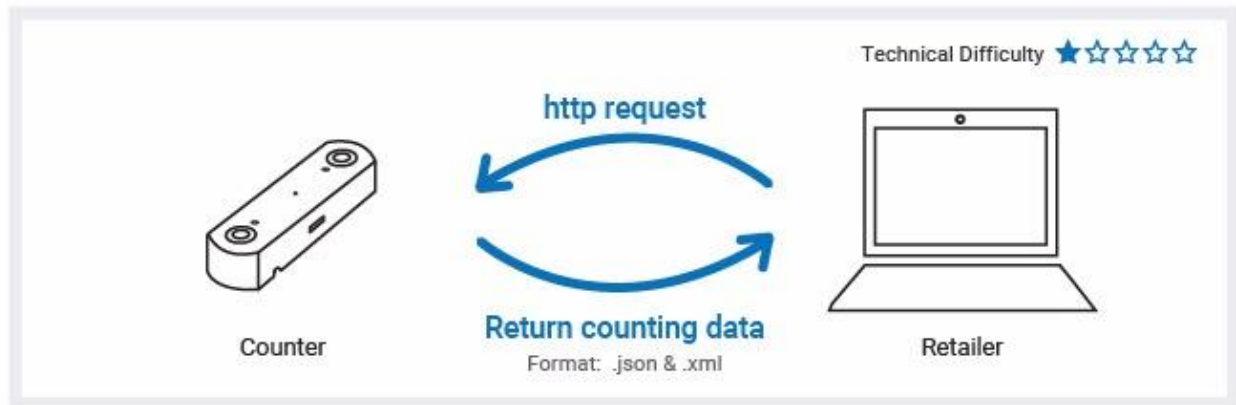 Technical Difficulty
http request
Return counting data
Format: .json & .xml
Counter
Retailer